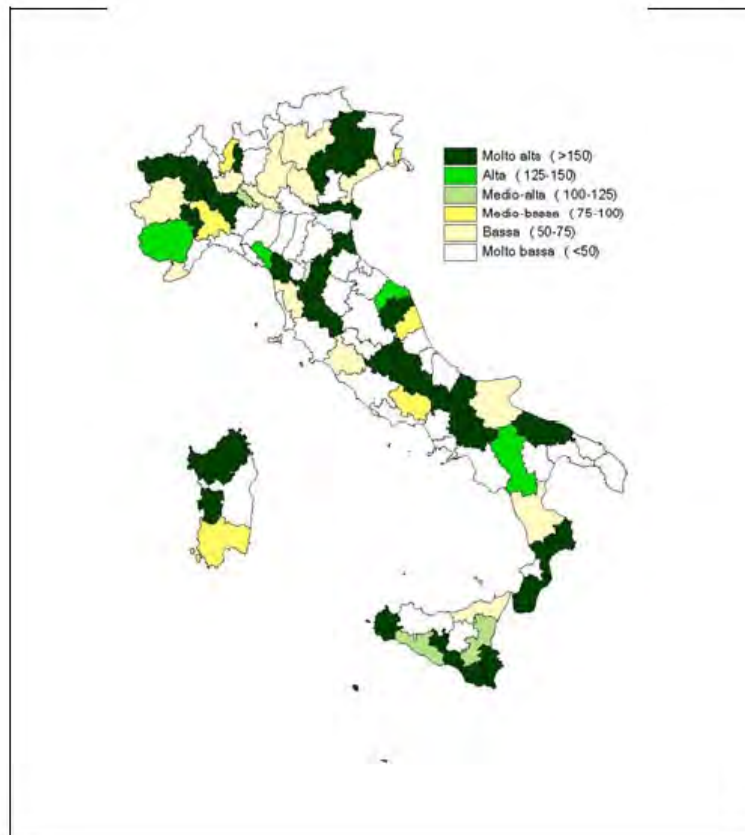 Molto alta (>150)
Alta (125-150)
Medio-alta (100-125)
Medio-bassa (75-100)
Bassa (50-75)
Molto bassa (<50)